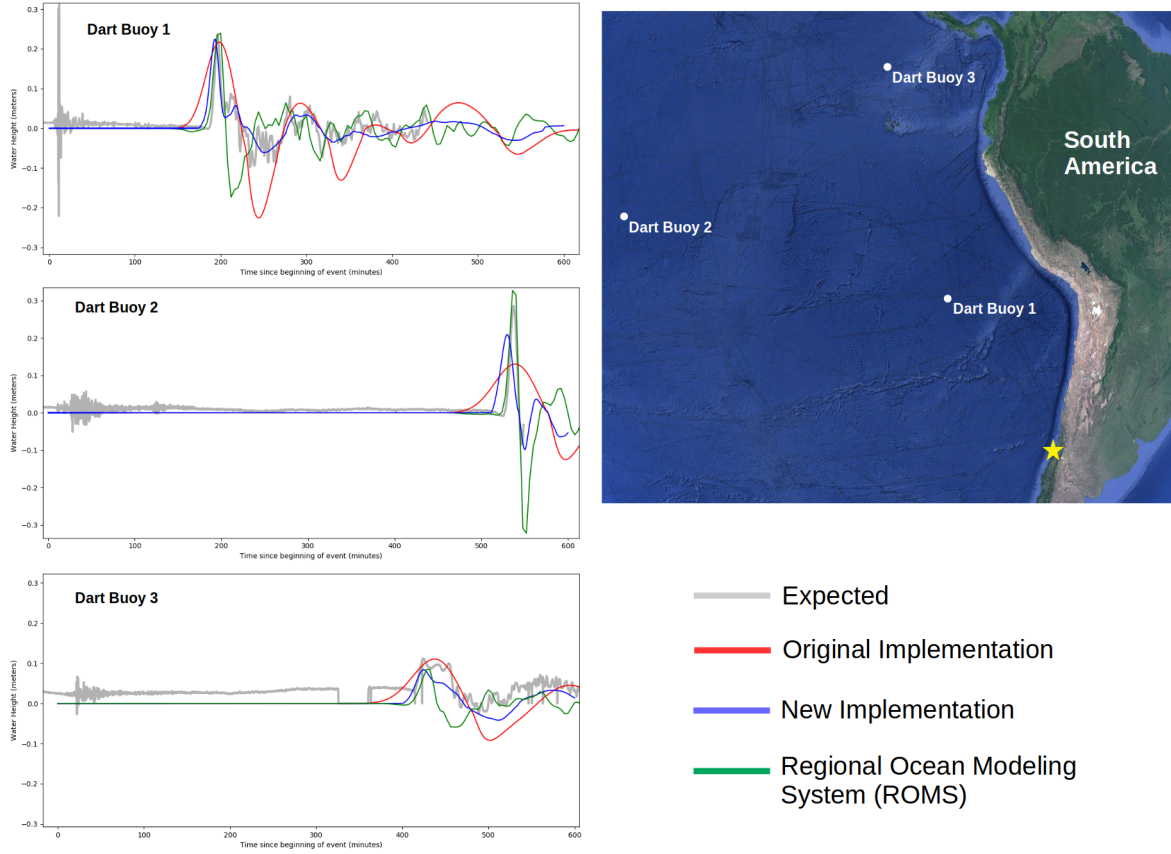 Dart Buoy 1
Water Height (meters)
0.3
0.2
0.1
0.0
−0.1
−0.2
−0.3
0
100
200
300
400
500
600
Time since beginning of event (minutes)
Dart Buoy 2
Water Height (meters)
0.3
0.2
0.1
0.0
−0.1
−0.2
−0.3
0
100
200
300
400
500
600
Time since beginning of event (minutes)
Dart Buoy 3
Water Height (meters)
0.3
0.2
0.1
0.0
−0.1
−0.2
−0.3
0
100
200
300
400
500
600
Time since beginning of event (minutes)
Dart Buoy 3
South
America
Dart Buoy 2
Dart Buoy 1
Expected
Original Implementation
New Implementation
Regional Ocean Modeling
System (ROMS)